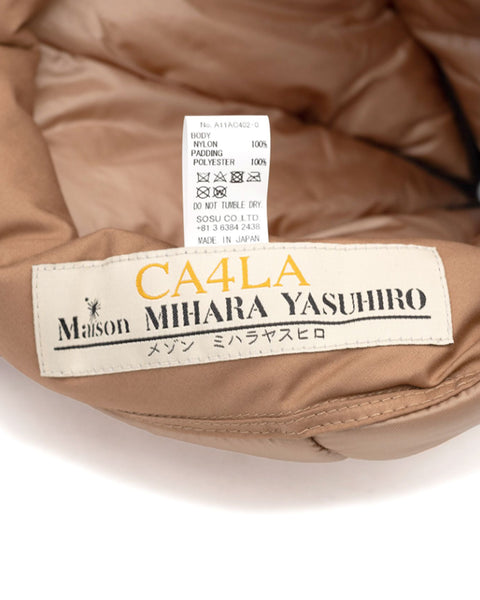 No. A11AC402-0
BODY
NYLON 100%
PADDING
POLYESTER 100%
DO NOT TUMBLE DRY.
SOSU CO.,LTD
+81 3 6384 2438
MADE IN JAPAN
CA4LA
Maison MIHARA YASUHIRO
メゾン ミハラヤスヒロ